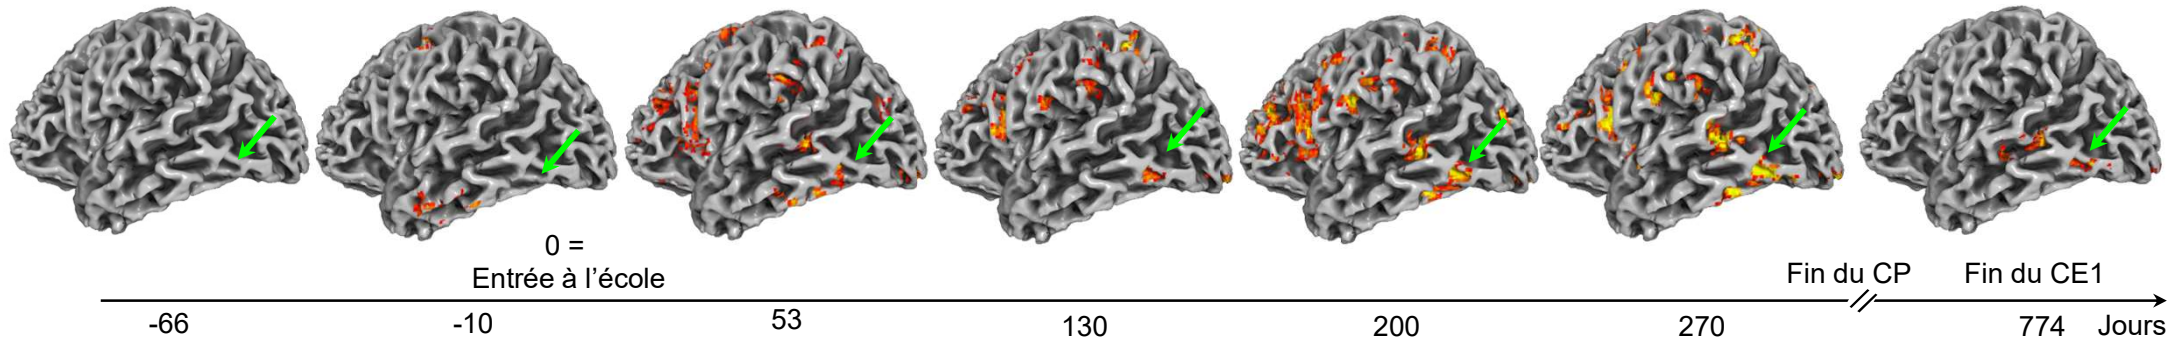 0 =
Entrée à l'école
Fin du CP
Fin du CE1
-66
-10
53
130
200
270
774
Jours